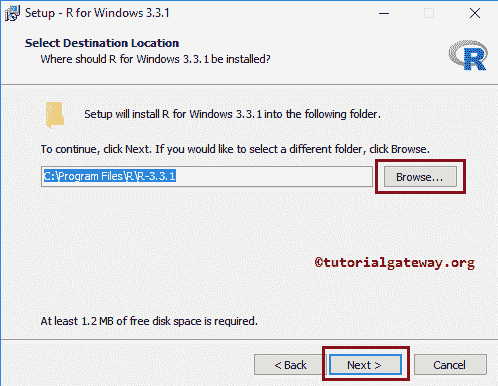 Setup - R for Windows 3.3.1
Select Destination Location
Where should R for Windows 3.3.1 be installed?
R
Setup will install R for Windows 3.3.1 into the following folder.
To continue, click Next. If you would like to select a different folder, click Browse.
C:\Program Files\R\R-3.3.1
Browse...
©tutorialgateway.org
At least 1.2 MB of free disk space is required.
< Back
Next >
Cancel